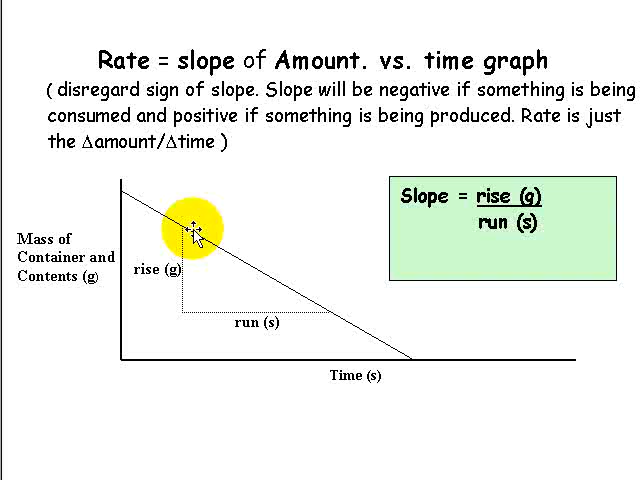 Rate = slope of Amount. vs. time graph
( disregard sign of slope. Slope will be negative if something is being
consumed and positive if something is being produced. Rate is just
the Δamount/Δtime )
Slope = rise (g)
run (s)
Mass of
Container and
Contents (g)
rise (g)
run (s)
Time (s)